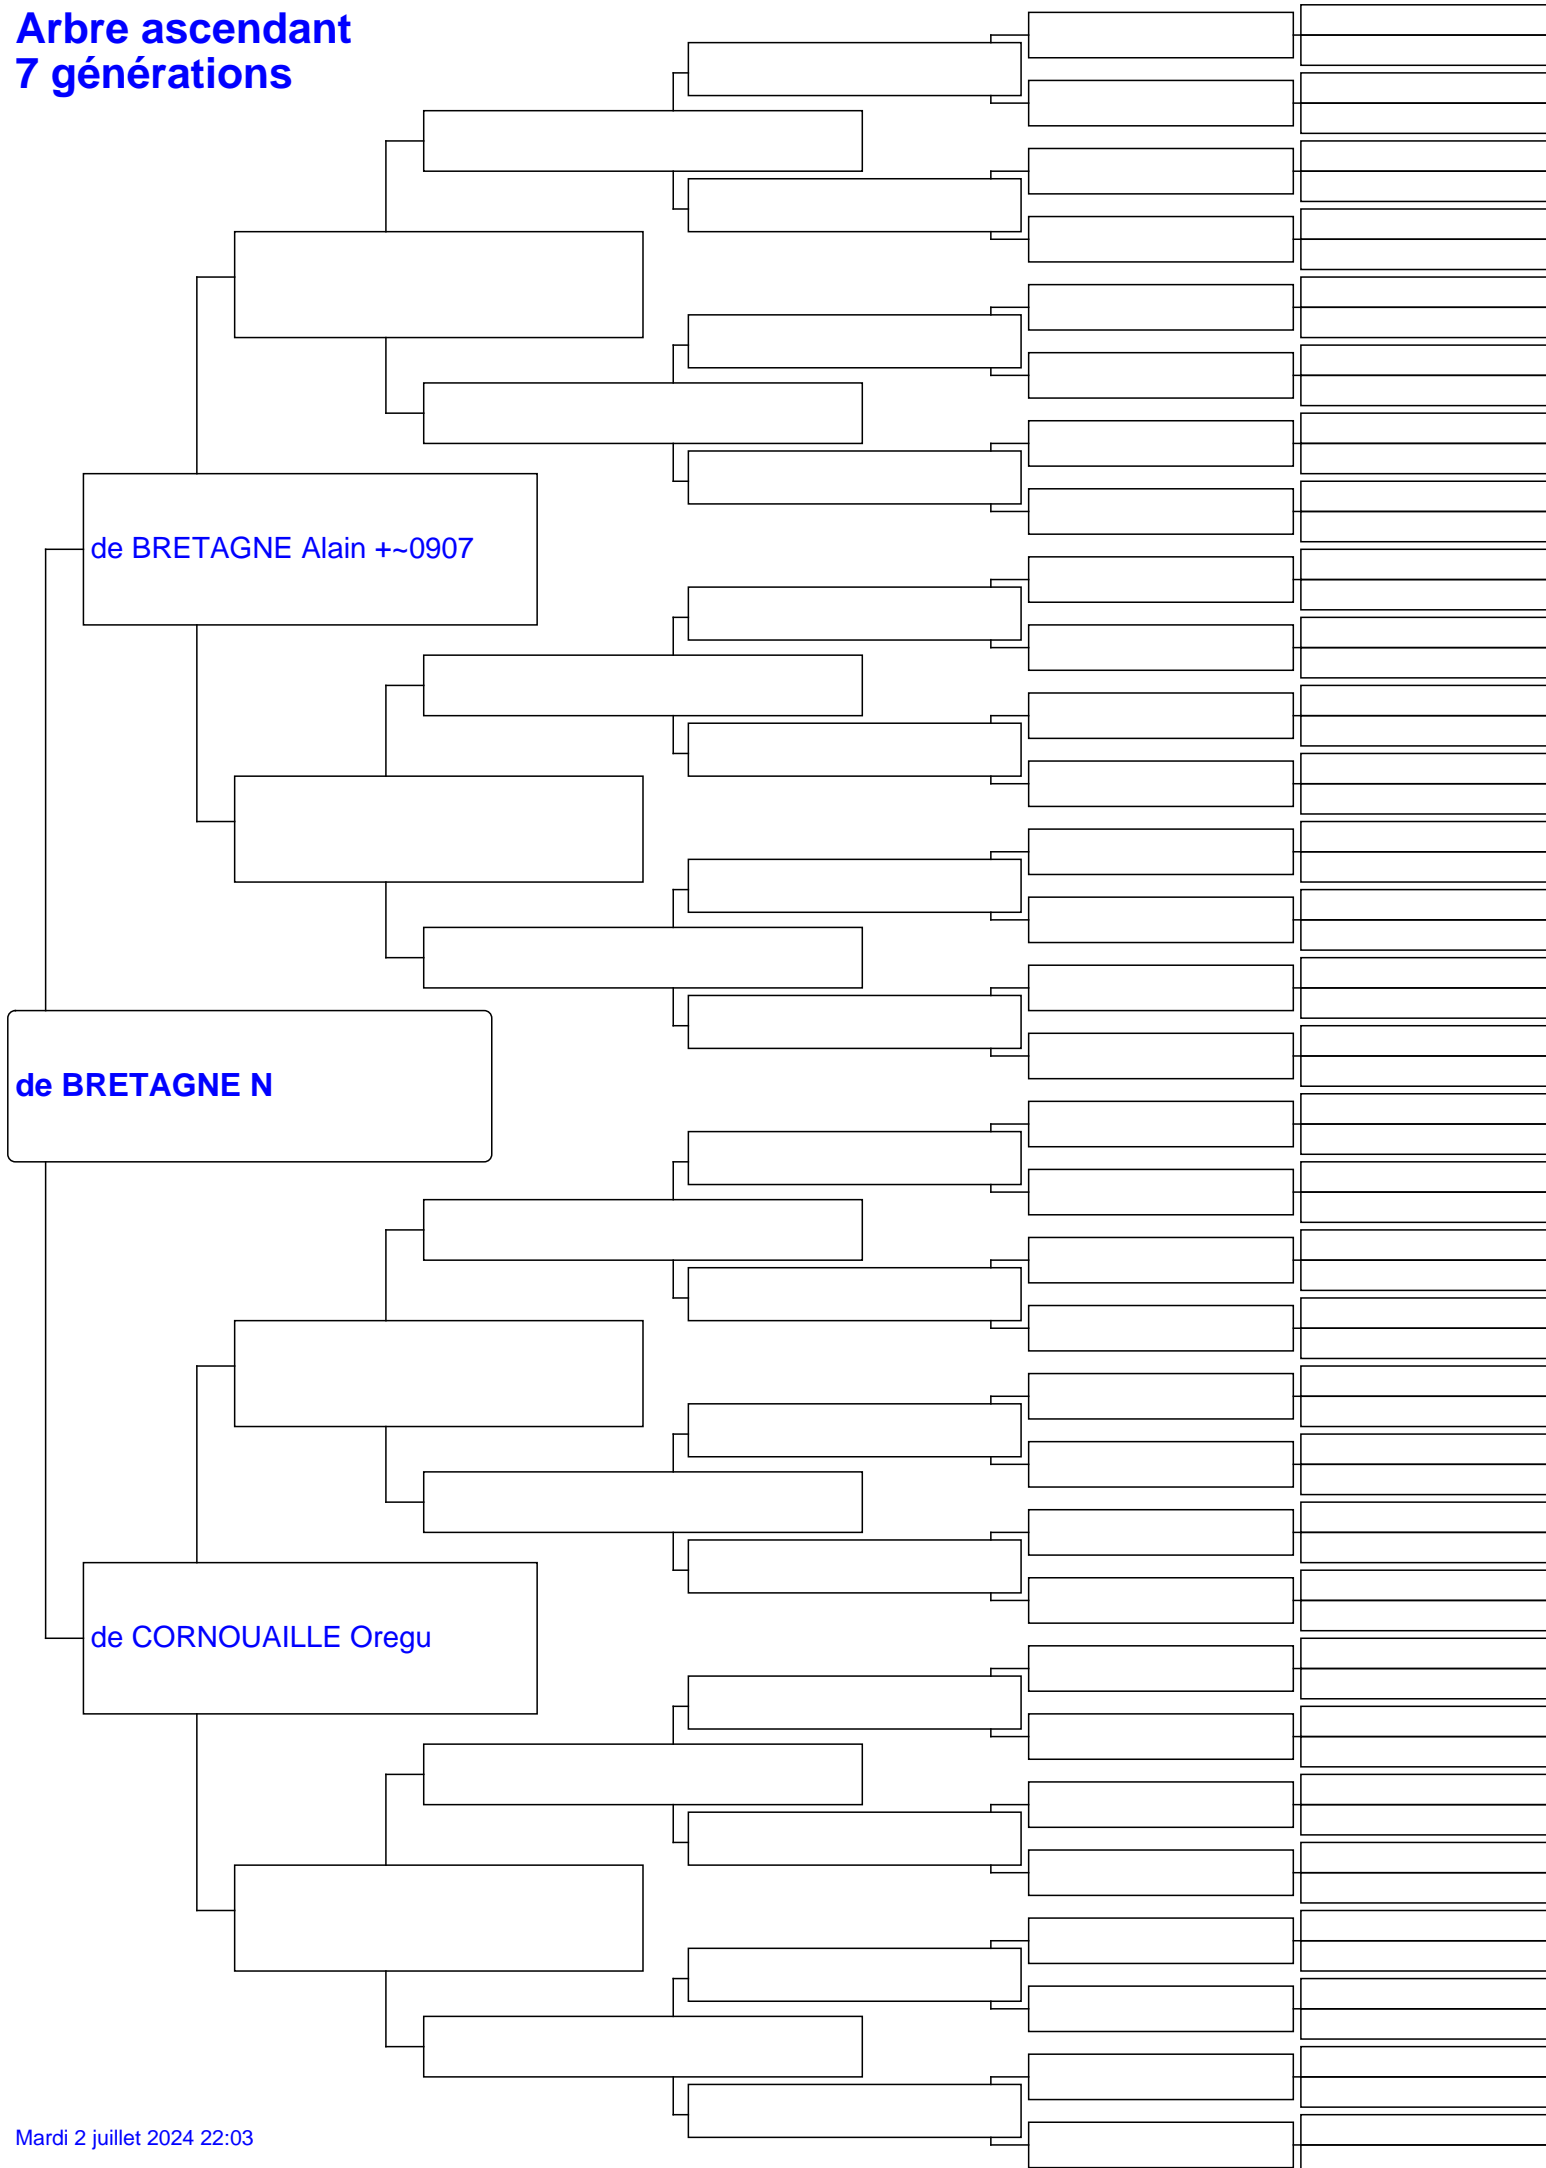 Arbre ascendant
7 générations
de BRETAGNE Alain +~0907
de BRETAGNE N
de CORNOUAILLE Oregu
Mardi 2 juillet 2024 22:03